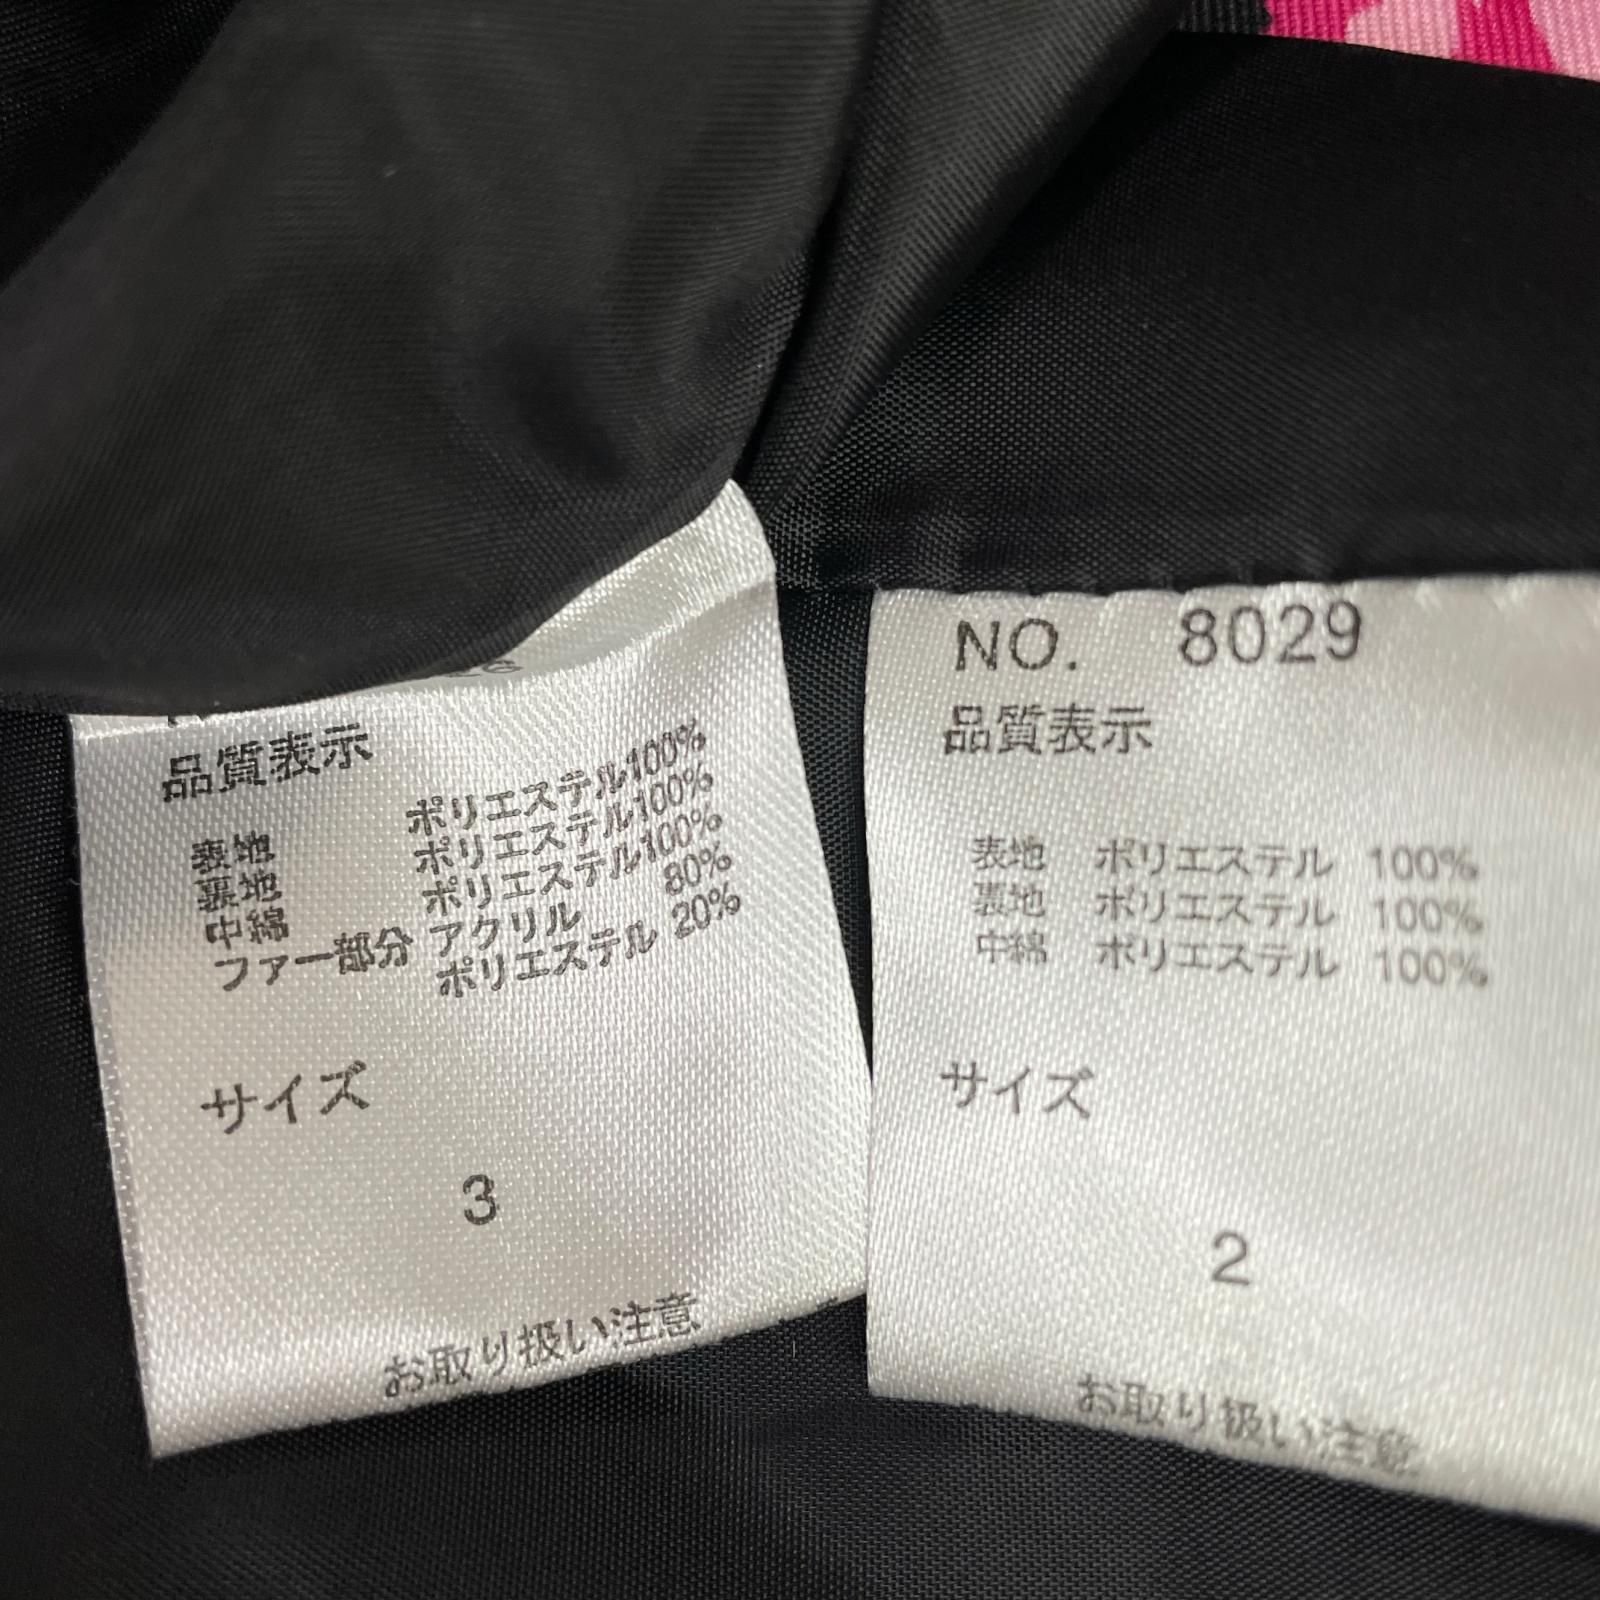 品質表示
表地 ポリエステル100%
裏地 ポリエステル100%
中綿 ポリエステル100%
ファー部分 アクリル 80%
ポリエステル 20%
サイズ
3
お取り扱い注意
NO. 8029
品質表示
表地 ポリエステル 100%
裏地 ポリエステル 100%
中綿 ポリエステル 100%
サイズ
2
お取り扱い注意